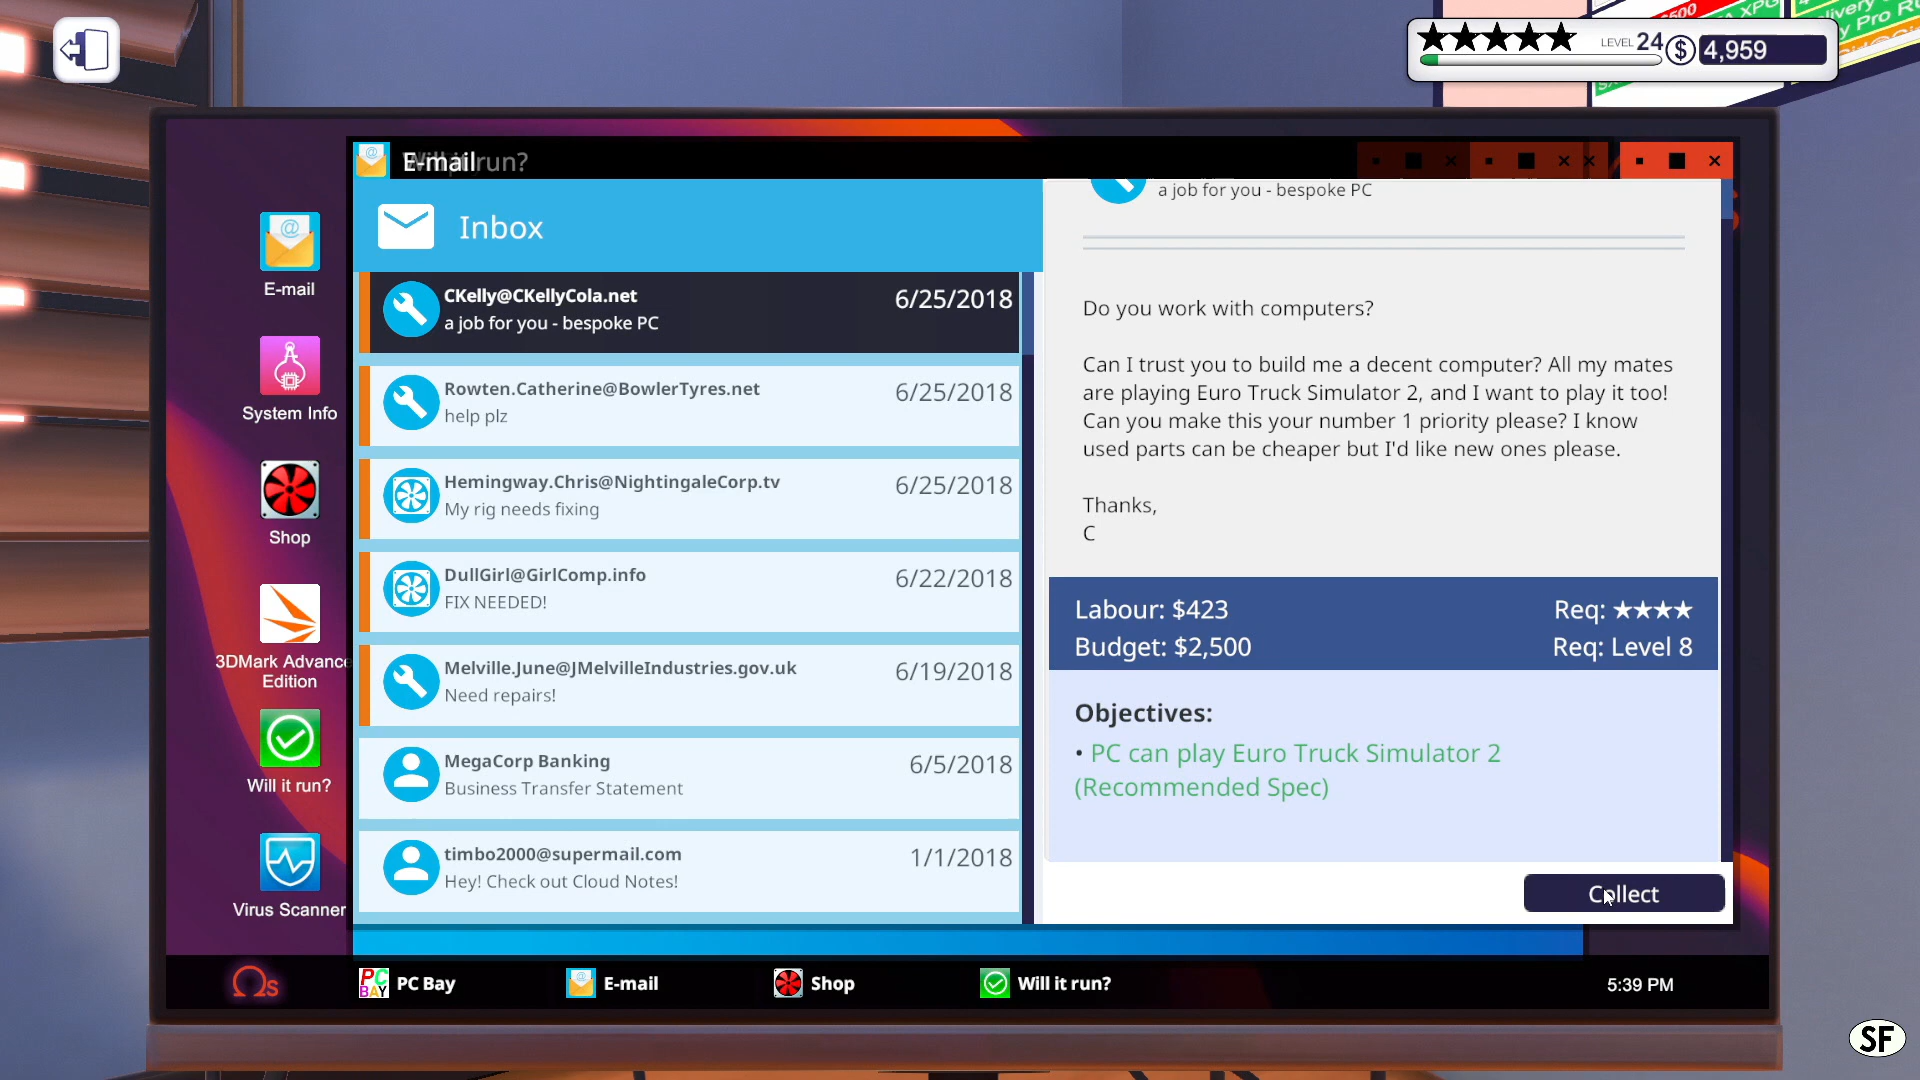 LEVEL 24
$ 4,959
E-mail
Will it run?
Inbox
a job for you - bespoke PC
CKelly@CKellyCola.net
6/25/2018
a job for you - bespoke PC
Rowten.Catherine@BowlerTyres.net
6/25/2018
help plz
Hemingway.Chris@NightingaleCorp.tv
6/25/2018
My rig needs fixing
DullGirl@GirlComp.info
6/22/2018
FIX NEEDED!
Melville.June@JMelvilleIndustries.gov.uk
6/19/2018
Need repairs!
MegaCorp Banking
6/5/2018
Business Transfer Statement
timbo2000@supermail.com
1/1/2018
Hey! Check out Cloud Notes!
Do you work with computers?
Can I trust you to build me a decent computer? All my mates
are playing Euro Truck Simulator 2, and I want to play it too!
Can you make this your number 1 priority please? I know
used parts can be cheaper but I'd like new ones please.
Thanks,
C
Labour: $423
Req: ★★★★
Budget: $2,500
Req: Level 8
Objectives:
• PC can play Euro Truck Simulator 2
(Recommended Spec)
Collect
E-mail
System Info
Shop
3DMark Advance
Edition
Will it run?
Virus Scanner
Ωs
PC BAY
PC Bay
E-mail
Shop
Will it run?
5:39 PM
SF